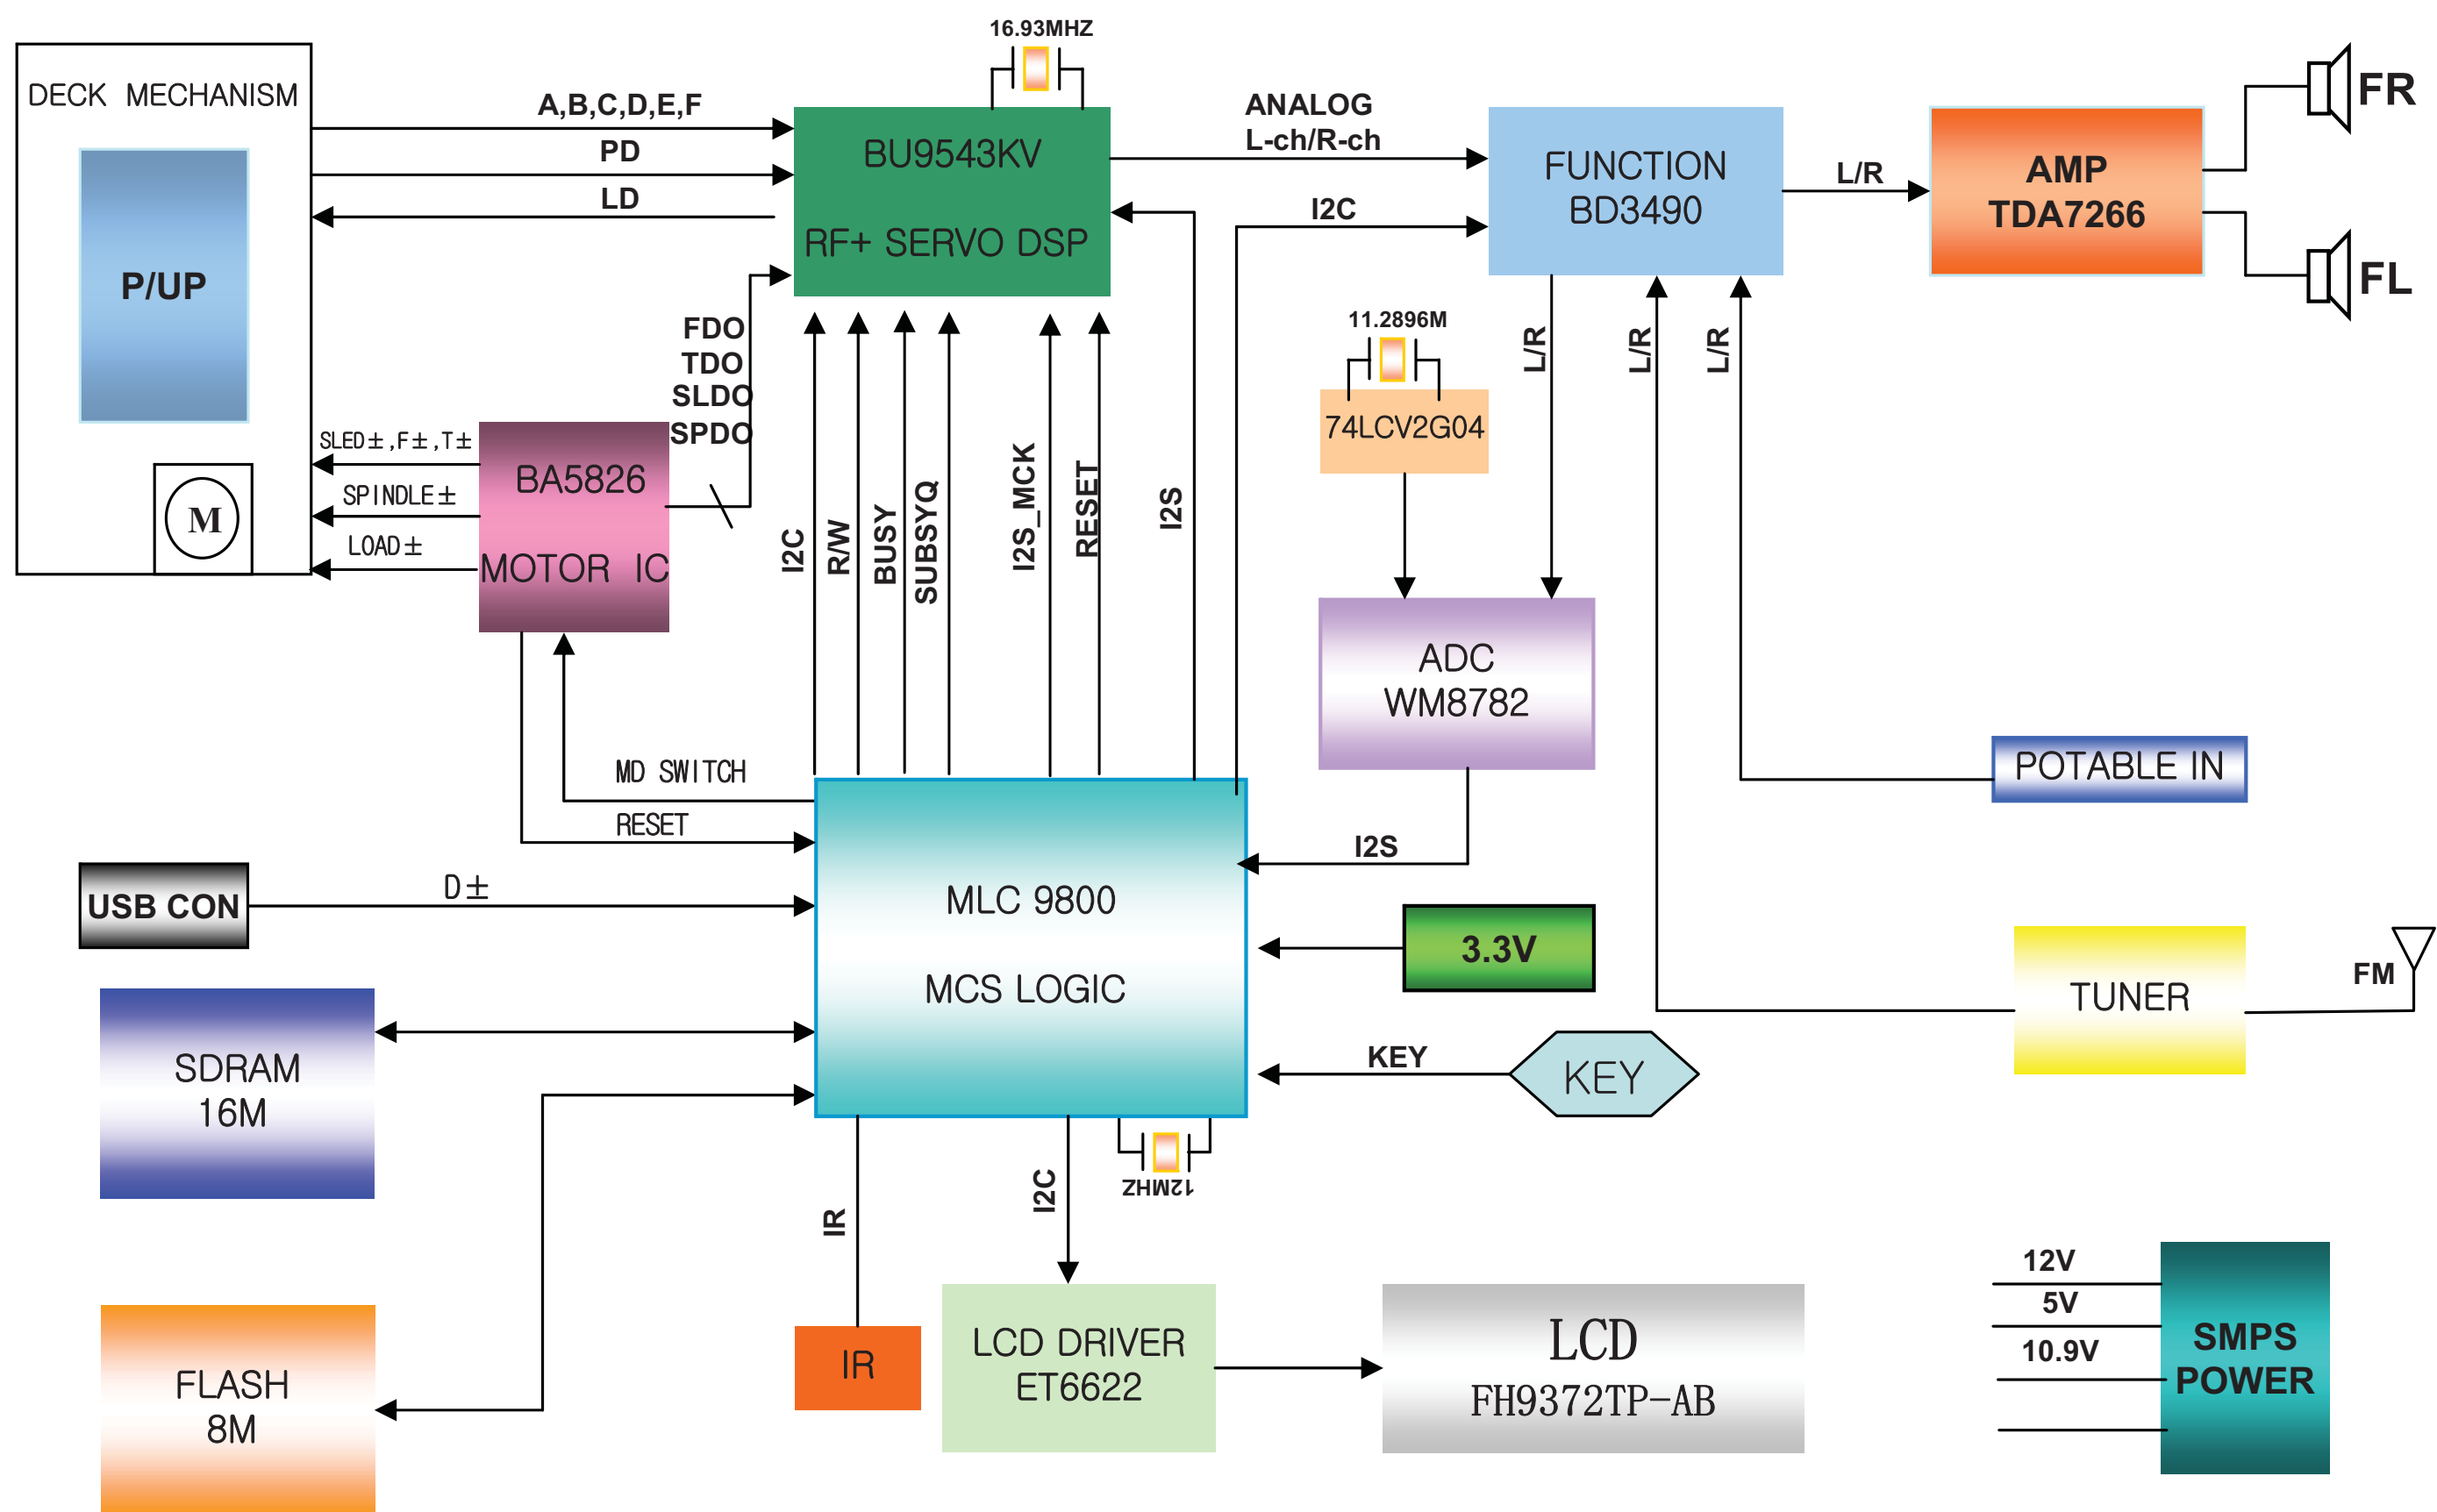 16.93MHZ
DECK MECHANISM
A,B,C,D,E,F
PD
LD
P/UP
BU9543KV
RF+ SERVO DSP
ANALOG
L-ch/R-ch
I2C
FUNCTION
BD3490
L/R
AMP
TDA7266
FR
FL
FDO
TDO
SLDO
SPDO
11.2896M
74LCV2G04
L/R
L/R
L/R
SLED±,F±,T±
SPINDLE±
LOAD±
M
BA5826
MOTOR IC
I2C
R/W
BUSY
SUBSYQ
I2S_MCK
RESET
I2S
ADC
WM8782
MD SWITCH
RESET
I2S
POTABLE IN
USB CON
D±
MLC 9800
MCS LOGIC
3.3V
TUNER
FM
SDRAM
16M
KEY
KEY
12MHZ
IR
I2C
FLASH
8M
IR
LCD DRIVER
ET6622
LCD
FH9372TP-AB
12V
5V
10.9V
SMPS
POWER